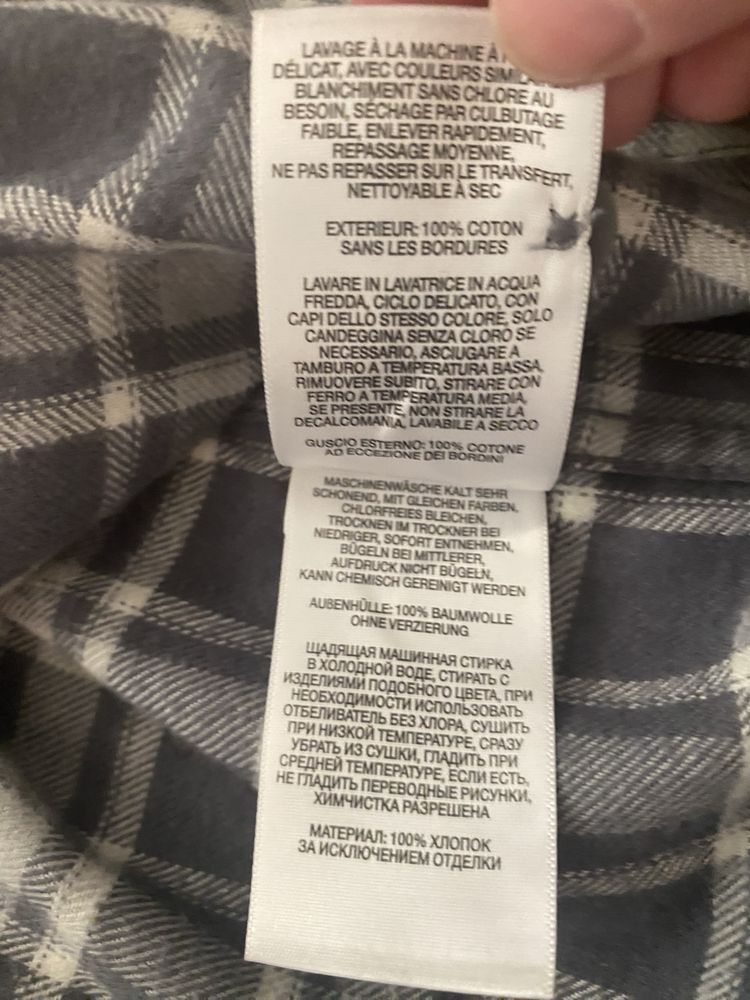 LAVAGE À LA MACHINE À
DÉLICAT, AVEC COULEURS
BLANCHIMENT SANS CHLORE AU
BESOIN, SÉCHAGE PAR CULBUTAGE
FAIBLE, ENLEVER RAPIDEMENT,
REPASSAGE MOYENNE,
NE PAS REPASSER SUR LE TRANSFERT,
NETTOYABLE À SEC
EXTERIEUR: 100% COTON
SANS LES BORDURES
LAVARE IN LAVATRICE IN ACQUA
FREDDA, CICLO DELICATO, CON
CAPI DELLO STESSO COLORE, SOLO
CANDEGGINA SENZA CLORO SE
NECESSARIO, ASCIUGARE A
TAMBURO A TEMPERATURA BASSA,
RIMUOVERE SUBITO, STIRARE CON
FERRO A TEMPERATURA MEDIA,
SE PRESENTE, NON STIRARE LA
DECALCOMANIA, LAVABILE A SECCO
GUSCIO ESTERNO: 100% COTONE
AD ECCEZIONE DEI BORDINI
MASCHINENWÄSCHE KALT SEHR
SCHONEND, MIT GLEICHEN FARBEN,
CHLORFREIES BLEICHEN,
TROCKNEN IM TROCKNER BEI
NIEDRIGER, SOFORT ENTNEHMEN,
BÜGELN BEI MITTLERER,
AUFDRUCK NICHT BÜGELN,
KANN CHEMISCH GEREINIGT WERDEN
AUßENHÜLLE: 100% BAUMWOLLE
OHNE VERZIERUNG
ЩАДЯЩАЯ МАШИННАЯ СТИРКА
В ХОЛОДНОЙ ВОДЕ, СТИРАТЬ С
ИЗДЕЛИЯМИ ПОДОБНОГО ЦВЕТА, ПРИ
НЕОБХОДИМОСТИ ИСПОЛЬЗОВАТЬ
ОТБЕЛИВАТЕЛЬ БЕЗ ХЛОРА, СУШИТЬ
ПРИ НИЗКОЙ ТЕМПЕРАТУРЕ, СРАЗУ
УБРАТЬ ИЗ СУШКИ, ГЛАДИТЬ ПРИ
СРЕДНЕЙ ТЕМПЕРАТУРЕ, ЕСЛИ ЕСТЬ,
НЕ ГЛАДИТЬ ПЕРЕВОДНЫЕ РИСУНКИ,
ХИМЧИСТКА РАЗРЕШЕНА
МАТЕРИАЛ: 100% ХЛОПОК
ЗА ИСКЛЮЧЕНИЕМ ОТДЕЛКИ